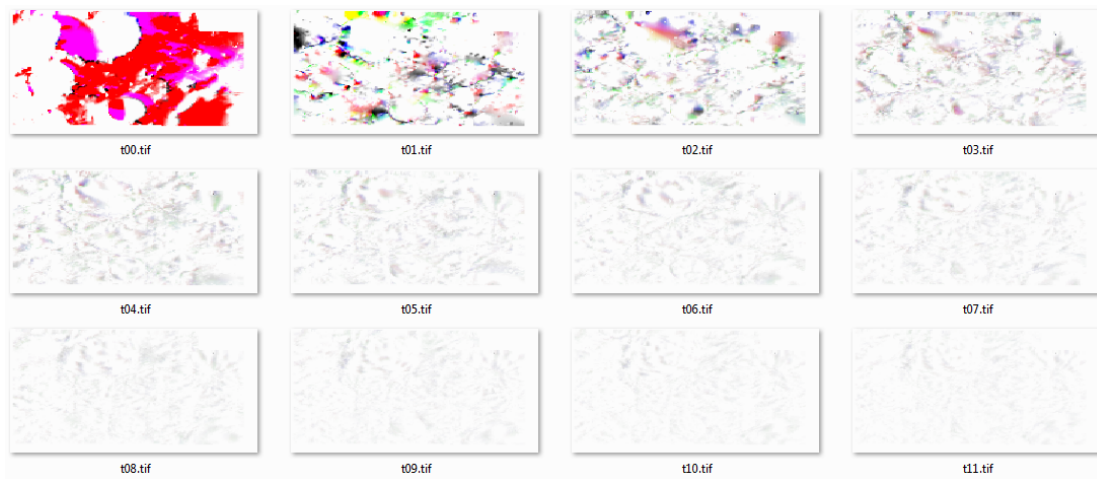 t00.tif
t01.tif
t02.tif
t03.tif
t04.tif
t05.tif
t06.tif
t07.tif
t08.tif
t09.tif
t10.tif
t11.tif